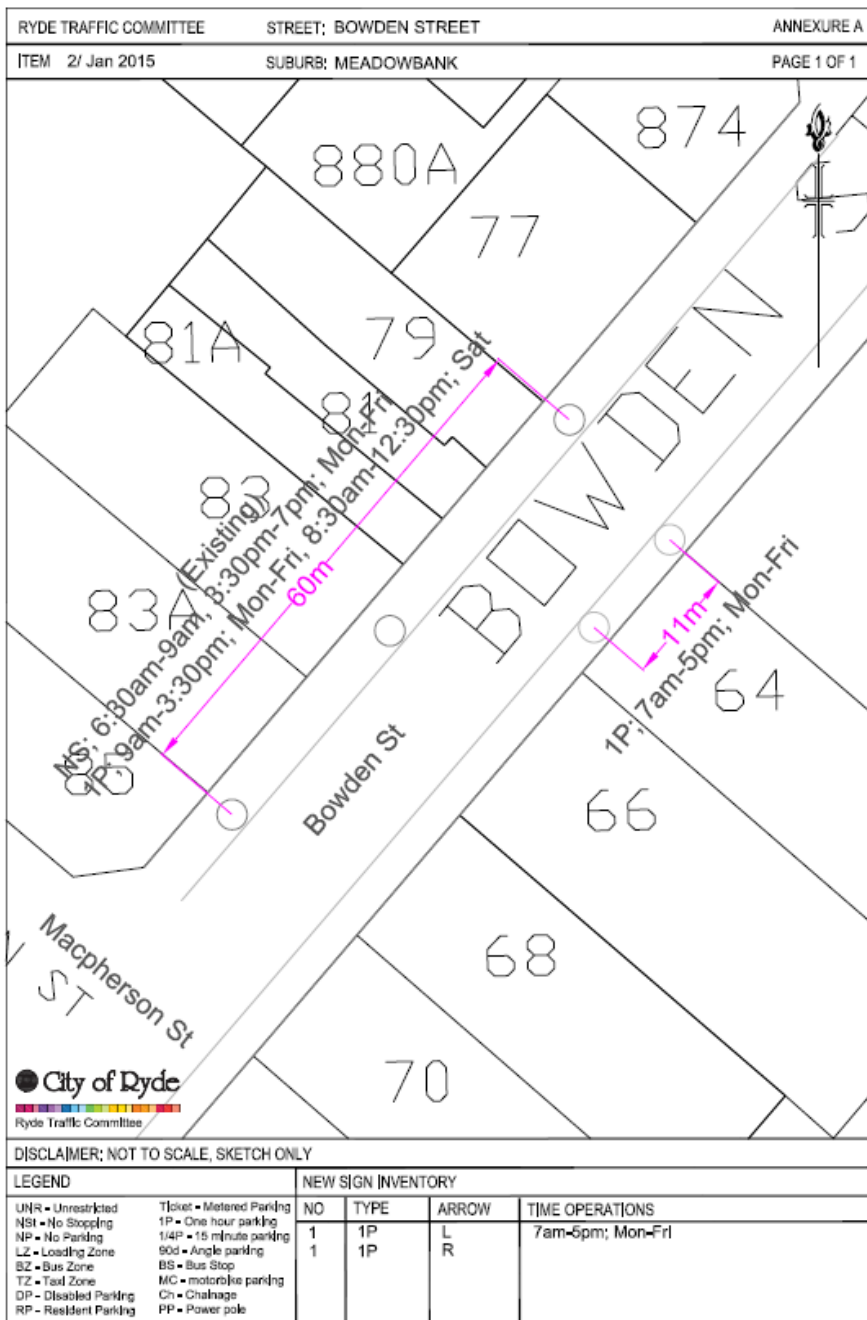 RYDE TRAFFIC COMMITTEE STREET: BOWDEN STREET ANNEXURE A
ITEM 2/ Jan 2015 SUBURB: MEADOWBANK PAGE 1 OF 1
874
880A
77
79
81A
81
83
83A
85
NS; 6:30am-9am, 3:30pm-7pm; Mon-Fri
(Existing)
1P; 9am-3:30pm; Mon-Fri, 8:30am-12:30pm; Sat
60m
BOWDEN
11m
1P; 7am-5pm; Mon-Fri
64
66
68
70
Bowden St
Macpherson St
ST
City of Ryde
Ryde Traffic Committee
DISCLAIMER: NOT TO SCALE, SKETCH ONLY
LEGEND
UNR - Unrestricted
NSt - No Stopping
NP - No Parking
LZ - Loading Zone
BZ - Bus Zone
TZ - Taxi Zone
DP - Disabled Parking
RP - Resident Parking
Ticket - Metered Parking
1P - One hour parking
1/4P - 15 minute parking
90d - Angle parking
BS - Bus Stop
MC - motorbike parking
Ch - Chainage
PP - Power pole
NEW SIGN INVENTORY
NO TYPE ARROW TIME OPERATIONS
1 1P L 7am-5pm; Mon-Fri
1 1P R